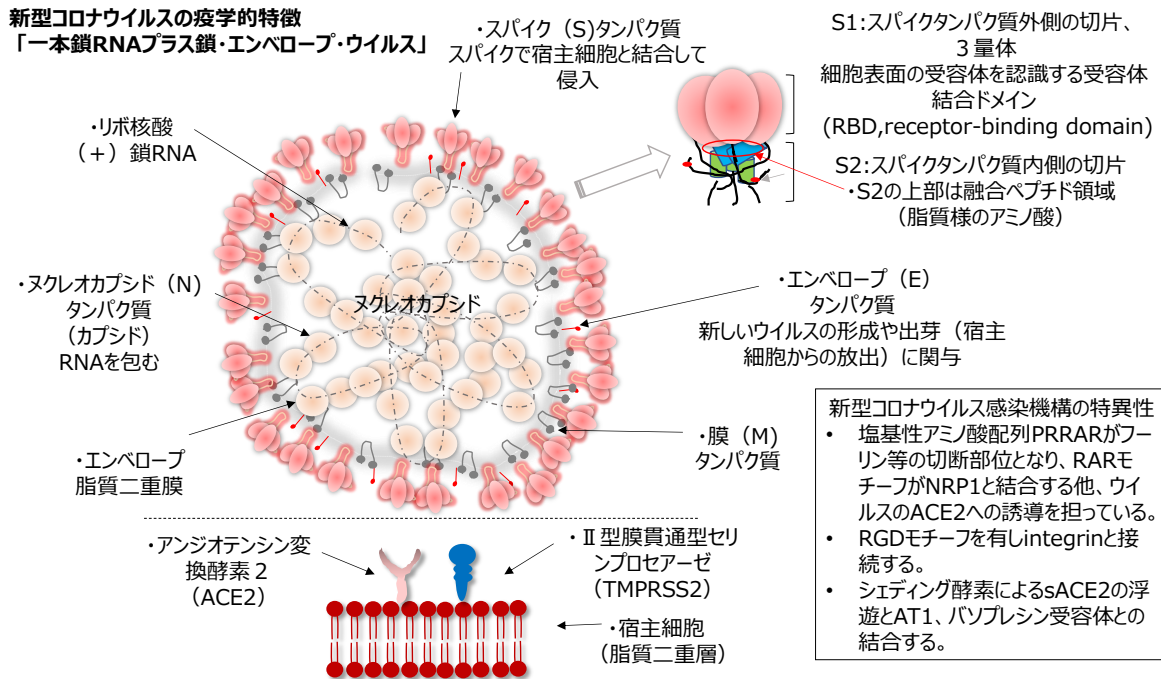 新型コロナウイルスの疫学的特徴
「一本鎖RNAプラス鎖・エンベロープ・ウイルス」
・スパイク（S）タンパク質
スパイクで宿主細胞と結合して
侵入
S1:スパイクタンパク質外側の切片、
３量体
細胞表面の受容体を認識する受容体
結合ドメイン
(RBD,receptor-binding domain)
S2:スパイクタンパク質内側の切片
・S2の上部は融合ペプチド領域
（脂質様のアミノ酸）
・リボ核酸
（+）鎖RNA
・ヌクレオカプシド（N）
タンパク質
（カプシド）
RNAを包む
ヌクレオカプシド
・エンベロープ（E）
タンパク質
新しいウイルスの形成や出芽（宿主
細胞からの放出）に関与
・膜（M）
タンパク質
・エンベロープ
脂質二重膜
・アンジオテンシン変
換酵素２
（ACE2）
・Ⅱ型膜貫通型セリ
ンプロセアーゼ
(TMPRSS2)
・宿主細胞
（脂質二重層）
新型コロナウイルス感染機構の特異性
• 塩基性アミノ酸配列PRRARがフー
リン等の切断部位となり、RARモ
チーフがNRP1と結合する他、ウイ
ルスのACE2への誘導を担っている。
• RGDモチーフを有しintegrinと接
続する。
• シェディング酵素によるsACE2の浮
遊とAT1、バソプレシン受容体との
結合する。